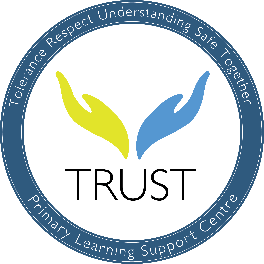 Tolerance Respect Understanding Safe Together
TRUST
Primary Learning Support Centre